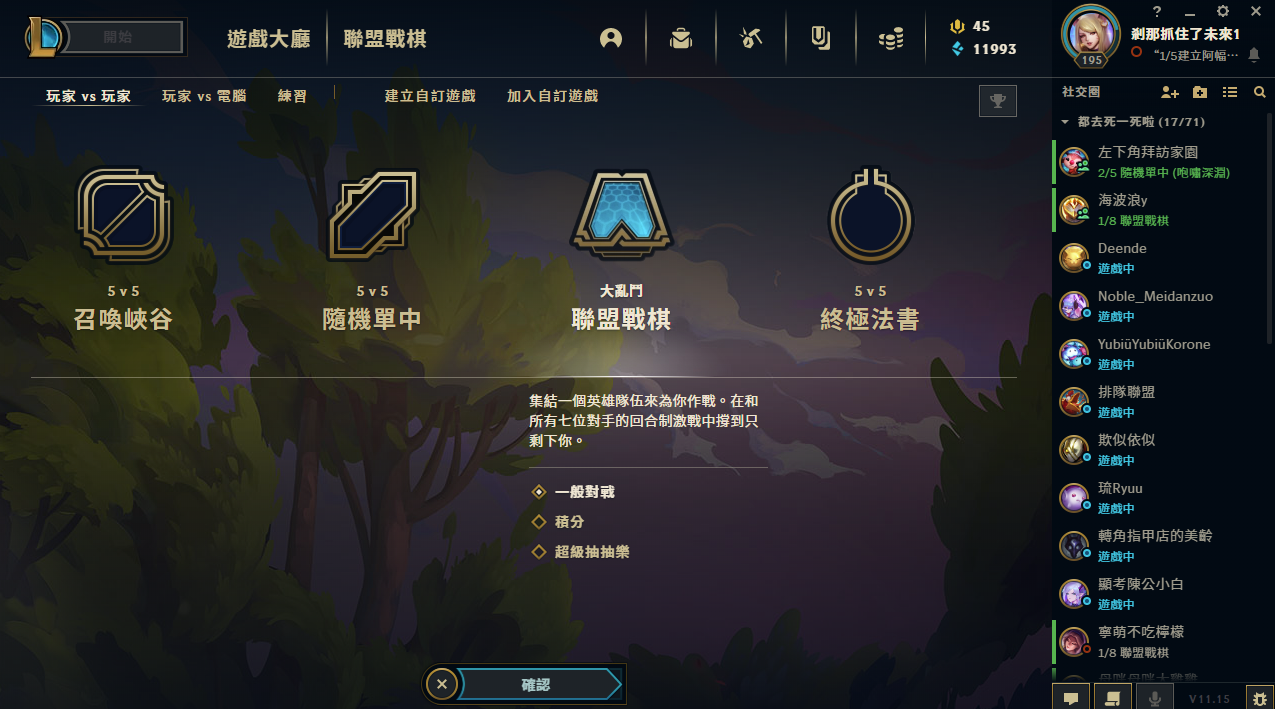 開始
遊戲大廳
聯盟戰棋
45
11993
?
剎那抓住了未來1
195
“1/5建立阿幅…
玩家 vs 玩家
玩家 vs 電腦
練習
建立自訂遊戲
加入自訂遊戲
社交圈
都去死一死啦 (17/71)
左下角拜訪家園
2/5 隨機單中 (咆嘯深淵)
海波浪y
1/8 聯盟戰棋
Deende
遊戲中
Noble_Meidanzuo
遊戲中
YubiüYubiüKorone
遊戲中
排隊聯盟
遊戲中
欺似依似
遊戲中
琉Ryuu
遊戲中
轉角指甲店的美齡
遊戲中
顯考陳公小白
遊戲中
寧萌不吃檸檬
1/8 聯盟戰棋
5 v 5
召喚峽谷
5 v 5
隨機單中
大亂鬥
聯盟戰棋
5 v 5
終極法書
集結一個英雄隊伍來為你作戰。在和
所有七位對手的回合制激戰中撐到只
剩下你。
一般對戰
積分
超級抽抽樂
確認
V11.15